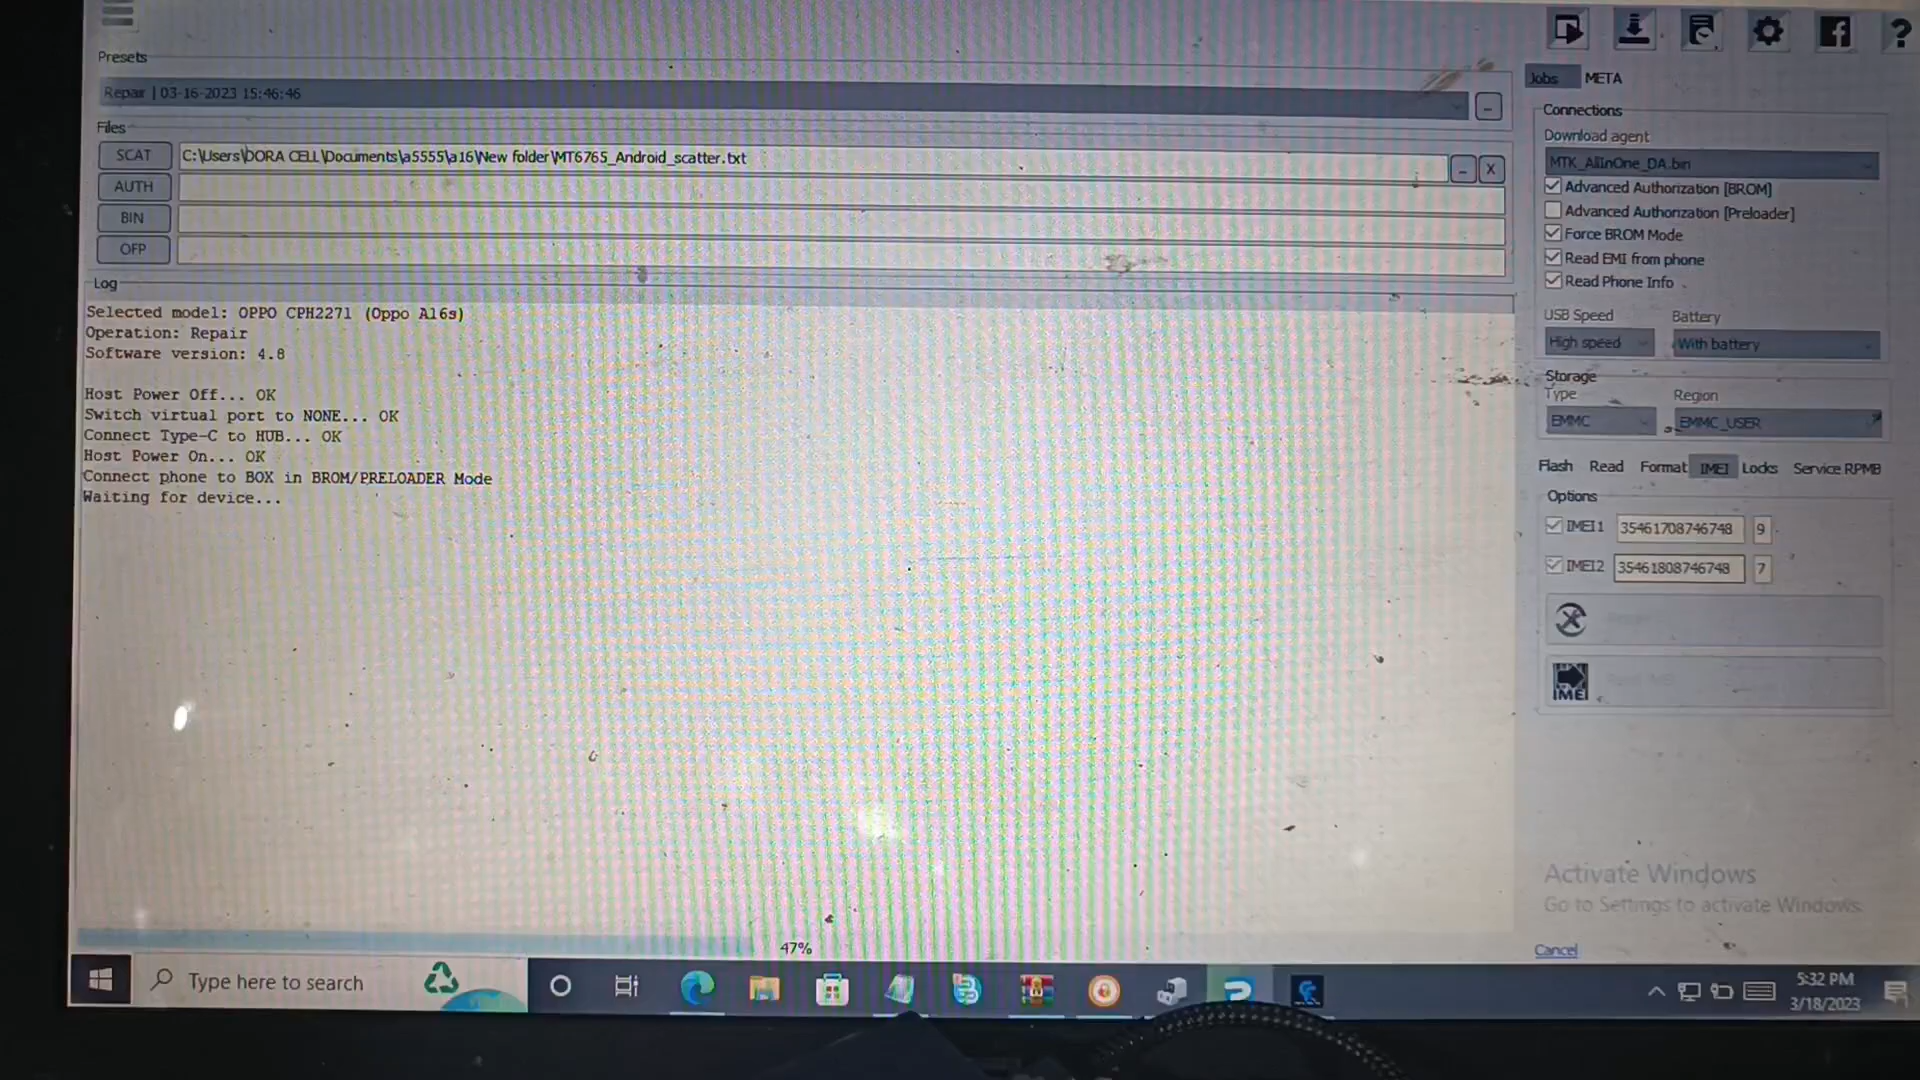 Presets
Repair | 03-16-2023 15:46:46
Files
SCAT C:\Users\DORA CELL\Documents\a5555\a16\New folder\MT6765_Android_scatter.txt ... X
AUTH
BIN
OFP
Log
Selected model: OPPO CPH2271 (Oppo A16s)
Operation: Repair
Software version: 4.8
Host Power Off... OK
Switch virtual port to NONE... OK
Connect Type-C to HUB... OK
Host Power On... OK
Connect phone to BOX in BROM/PRELOADER Mode
Waiting for device...
47%
Jobs META
Connections
Download agent
MTK_AllInOne_DA.bin
Advanced Authorization [BROM]
Advanced Authorization [Preloader]
Force BROM Mode
Read EMI from phone
Read Phone Info
USB Speed Battery
High speed With battery
Storage
Type Region
EMMC EMMC_USER
Flash Read Format IMEI Locks Service RPMB
Options
IMEI1 35461708746748 9
IMEI2 35461808746748 7
IMEI
Activate Windows
Go to Settings to activate Windows.
Cancel
Type here to search
5:32 PM
3/18/2023